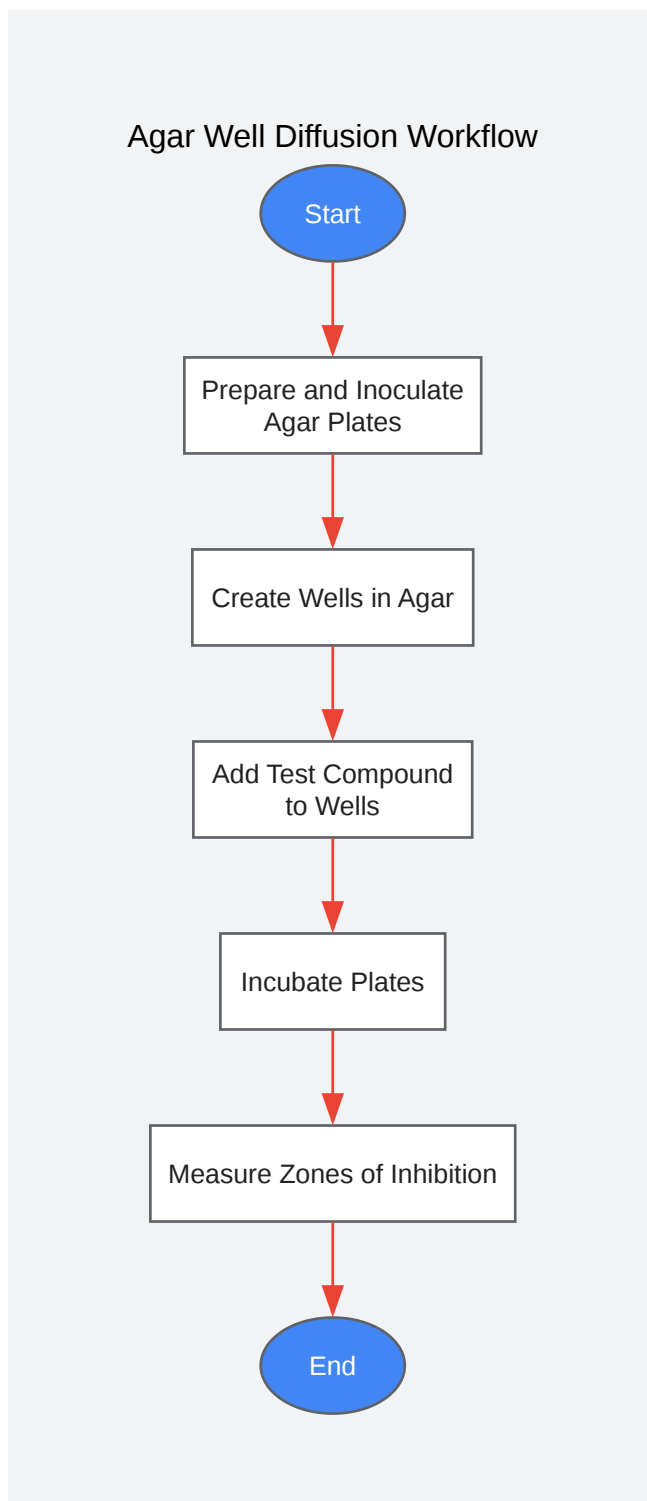 Agar Well Diffusion Workflow
Start
Prepare and Inoculate
Agar Plates
Create Wells in Agar
Add Test Compound
to Wells
Incubate Plates
Measure Zones of Inhibition
End